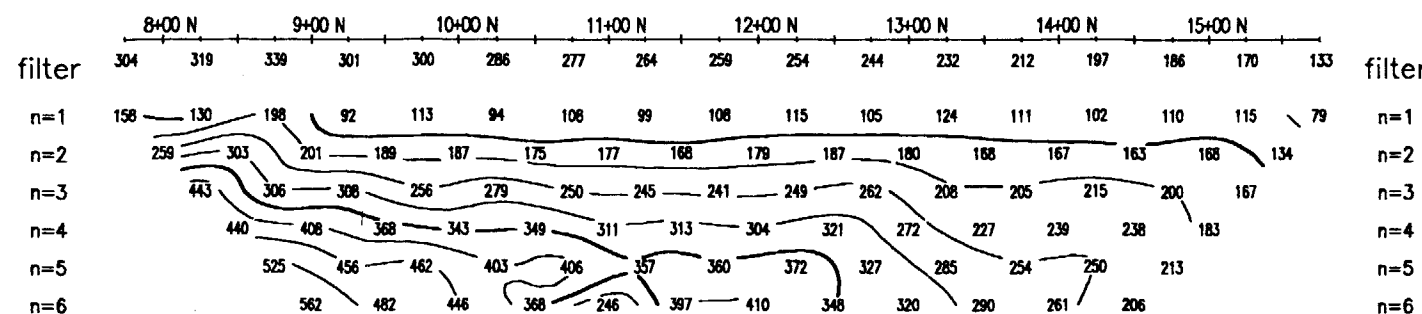 8+00 N 9+00 N 10+00 N 11+00 N 12+00 N 13+00 N 14+00 N 15+00 N
filter 304 319 339 301 300 286 277 264 259 254 244 232 212 197 186 170 133 filter
n=1 158 130 198 92 113 94 108 99 108 115 105 124 111 102 110 115 79 n=1
n=2 259 303 201 189 187 175 177 168 179 187 180 188 167 163 168 134 n=2
n=3 443 306 308 256 279 250 245 241 249 262 208 205 215 200 167 n=3
n=4 440 408 368 343 349 311 313 304 321 272 227 239 238 183 n=4
n=5 525 456 462 403 406 357 360 372 327 285 254 250 213 n=5
n=6 562 482 446 368 246 397 410 348 320 290 261 206 n=6